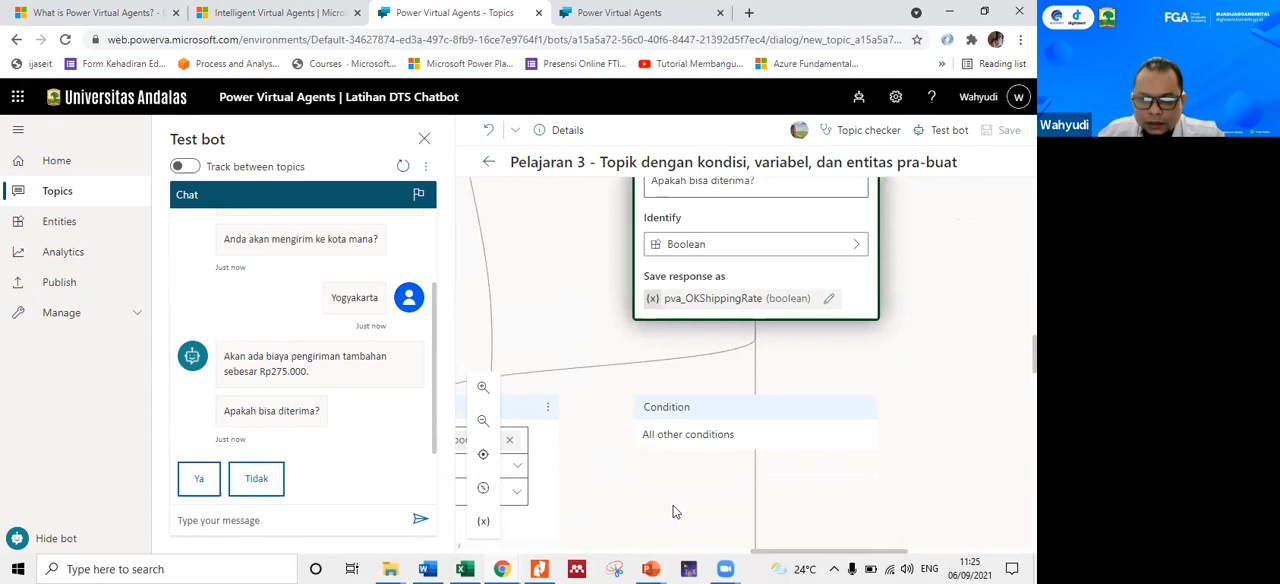 What is Power Virtual Agents? -
Intelligent Virtual Agents | Micro
Power Virtual Agents - Topics
Power Virtual Agents
web.powerva.microsoft.com/environments/Default-34627874-ed3a-497c-8fb9-16ce7e9764f1/bots/a15a5a72-56c0-40f6-8447-21392d5f7ec4/dialog/new_topic_a15a5a7...
ijaseit
Form Kehadiran Ed...
Process and Analys...
Courses - Microsoft...
Microsoft Power Pla...
Presensi Online FTI...
Tutorial Membangu...
Azure Fundamental...
»
Reading list
Universitas Andalas
Power Virtual Agents | Latihan DTS Chatbot
?
Wahyudi
W
Home
Topics
Entities
Analytics
Publish
Manage
Hide bot
Test bot
Track between topics
Chat
Anda akan mengirim ke kota mana?
Just now
Yogyakarta
Just now
Akan ada biaya pengiriman tambahan
sebesar Rp275.000.
Apakah bisa diterima?
Just now
Ya
Tidak
Type your message
Details
Topic checker
Test bot
Save
Pelajaran 3 - Topik dengan kondisi, variabel, dan entitas pra-buat
Apakah bisa diterima?
Identify
Boolean
Save response as
{x} pva_OKShippingRate (boolean)
Condition
All other conditions
{x}
Type here to search
24°C
ENG
11:25
06/09/2021
FGA
Wahyudi